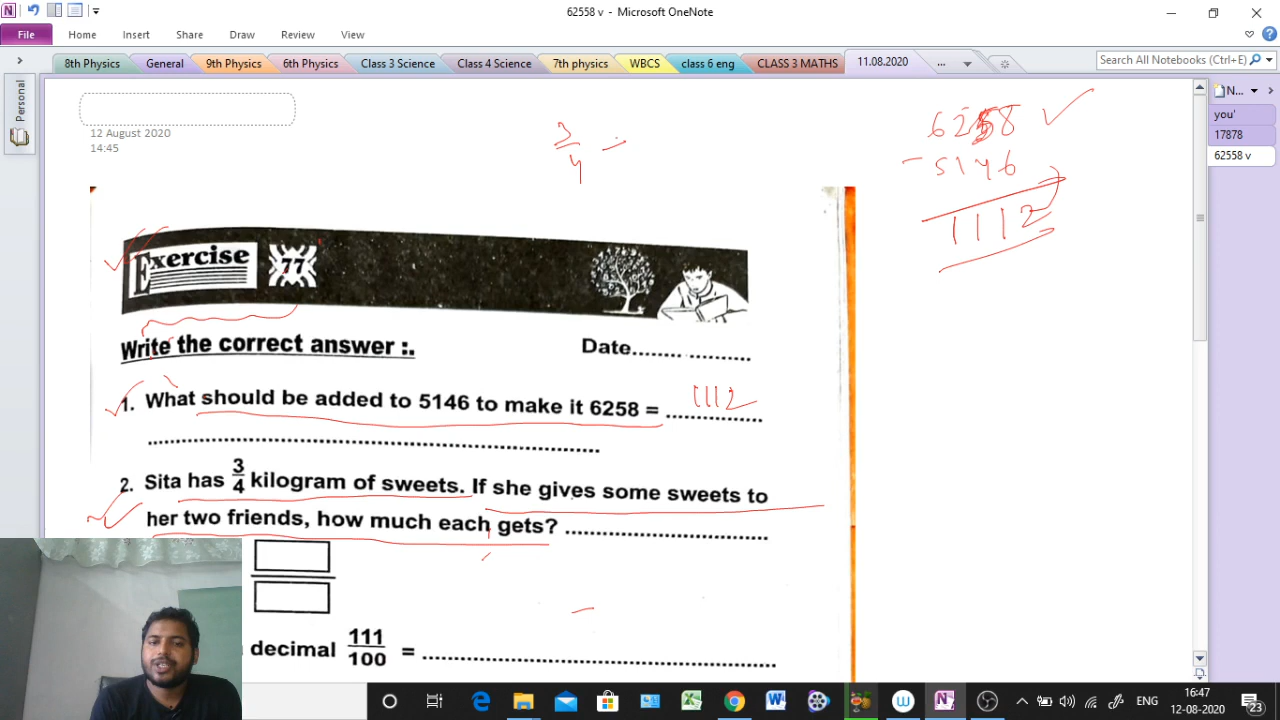 62558 v - Microsoft OneNote
File Home Insert Share Draw Review View
8th Physics General 9th Physics 6th Physics Class 3 Science Class 4 Science 7th physics WBCS class 6 eng CLASS 3 MATHS 11.08.2020 ... Search All Notebooks (Ctrl+E)
Personal
N...
you'
17878
62558 v
12 August 2020
14:45
3/4 =
6258
- 5146
1112
Exercise 77
Write the correct answer :.
Date...................
1. What should be added to 5146 to make it 6258 = 1112
2. Sita has 3/4 kilogram of sweets. If she gives some sweets to
her two friends, how much each gets? ..............................
decimal 111/100 = ..................................................
ENG 16:47
12-08-2020 23